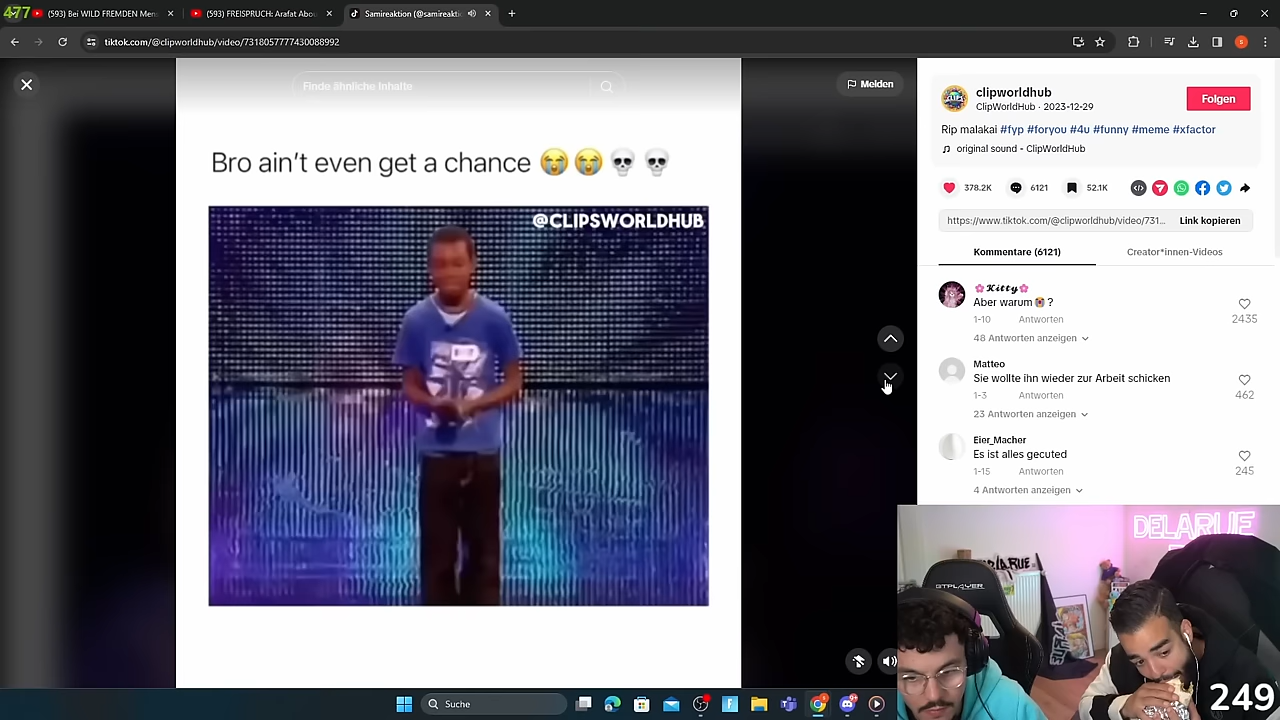 477
(593) Bei WILD FREMDEN Men
(593) FREISPRUCH: Arafat Abou
Samireaktion (@samireakti
tiktok.com/@clipworldhub/video/7318057777430088992
Finde ähnliche Inhalte
Melden
Bro ain't even get a chance 😭😭💀💀
@CLIPSWORLDHUB
clipworldhub
ClipWorldHub · 2023-12-29
Folgen
Rip malakai #fyp #foryou #4u #funny #meme #xfactor
original sound - ClipWorldHub
378.2K
6121
52.1K
https://www.tiktok.com/@clipworldhub/video/731...
Link kopieren
Kommentare (6121)
Creator*innen-Videos
🌸𝓚𝓲𝓽𝓽𝔂🌸
Aber warum ?
1-10 Antworten
2435
48 Antworten anzeigen
Matteo
Sie wollte ihn wieder zur Arbeit schicken
1-3 Antworten
462
23 Antworten anzeigen
Eier_Macher
Es ist alles gecuted
1-15 Antworten
245
4 Antworten anzeigen
DELARUE
GTPLAYER
249
Suche